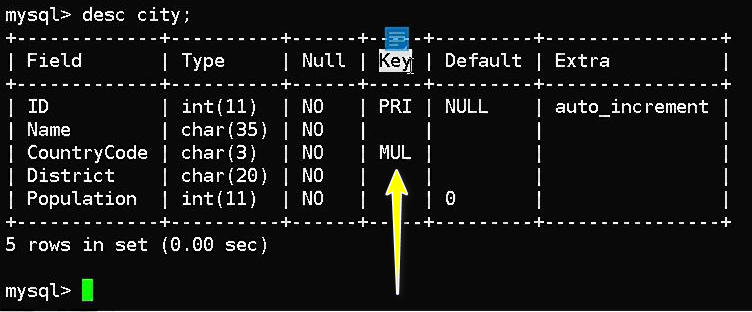 mysql> desc city;
+-------------+----------+------+-----+---------+----------------+
| Field       | Type     | Null | Key | Default | Extra          |
+-------------+----------+------+-----+---------+----------------+
| ID          | int(11)  | NO   | PRI | NULL    | auto_increment |
| Name        | char(35) | NO   |     |         |                |
| CountryCode | char(3)  | NO   | MUL |         |                |
| District    | char(20) | NO   |     |         |                |
| Population  | int(11)  | NO   |     | 0       |                |
+-------------+----------+------+-----+---------+----------------+
5 rows in set (0.00 sec)
mysql>